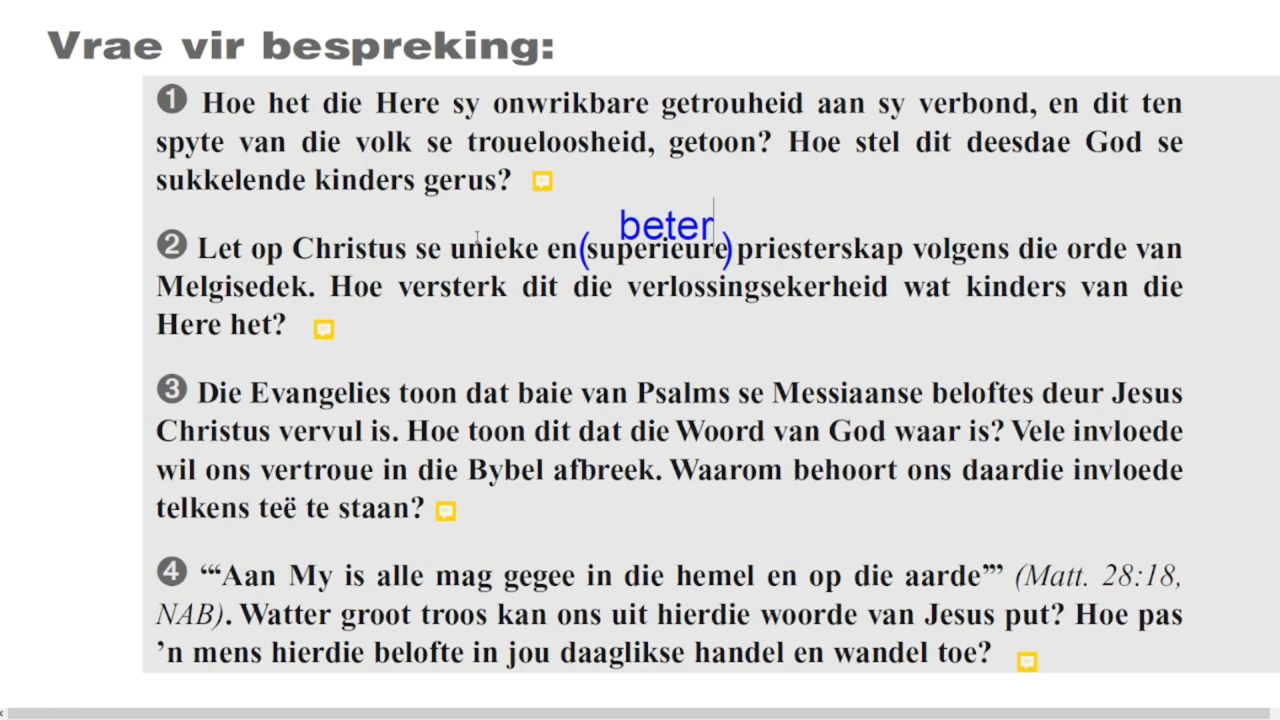 Vrae vir bespreking:
❶ Hoe het die Here sy onwrikbare getrouheid aan sy verbond, en dit ten
spyte van die volk se troueloosheid, getoon? Hoe stel dit deesdae God se
sukkelende kinders gerus?
beter
❷ Let op Christus se unieke en (superieure) priesterskap volgens die orde van
Melgisedek. Hoe versterk dit die verlossingsekerheid wat kinders van die
Here het?
❸ Die Evangelies toon dat baie van Psalms se Messiaanse beloftes deur Jesus
Christus vervul is. Hoe toon dit dat die Woord van God waar is? Vele invloede
wil ons vertroue in die Bybel afbreek. Waarom behoort ons daardie invloede
telkens teë te staan?
❹ “‘Aan My is alle mag gegee in die hemel en op die aarde’” (Matt. 28:18,
NAB). Watter groot troos kan ons uit hierdie woorde van Jesus put? Hoe pas
’n mens hierdie belofte in jou daaglikse handel en wandel toe?